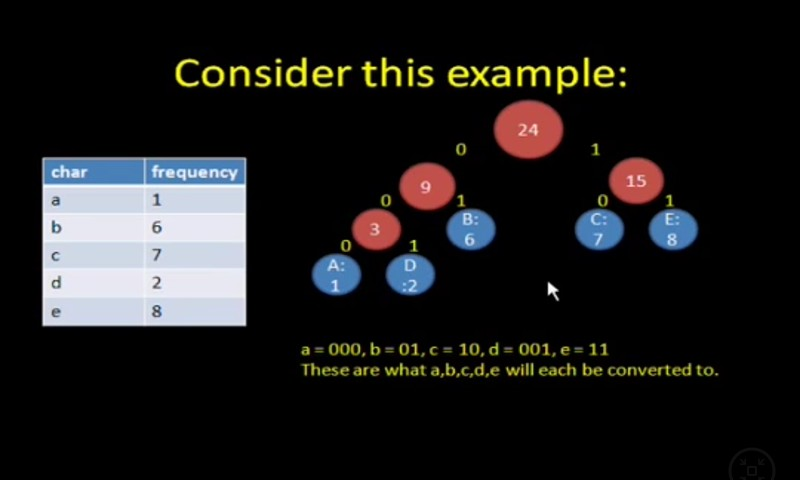 Consider this example:
char frequency
a 1
b 6
c 7
d 2
e 8
24
0 1
9 15
0 1 0 1
3 B: 6 C: 7 E: 8
0 1
A: 1 D :2
a = 000, b = 01, c = 10, d = 001, e = 11
These are what a,b,c,d,e will each be converted to.